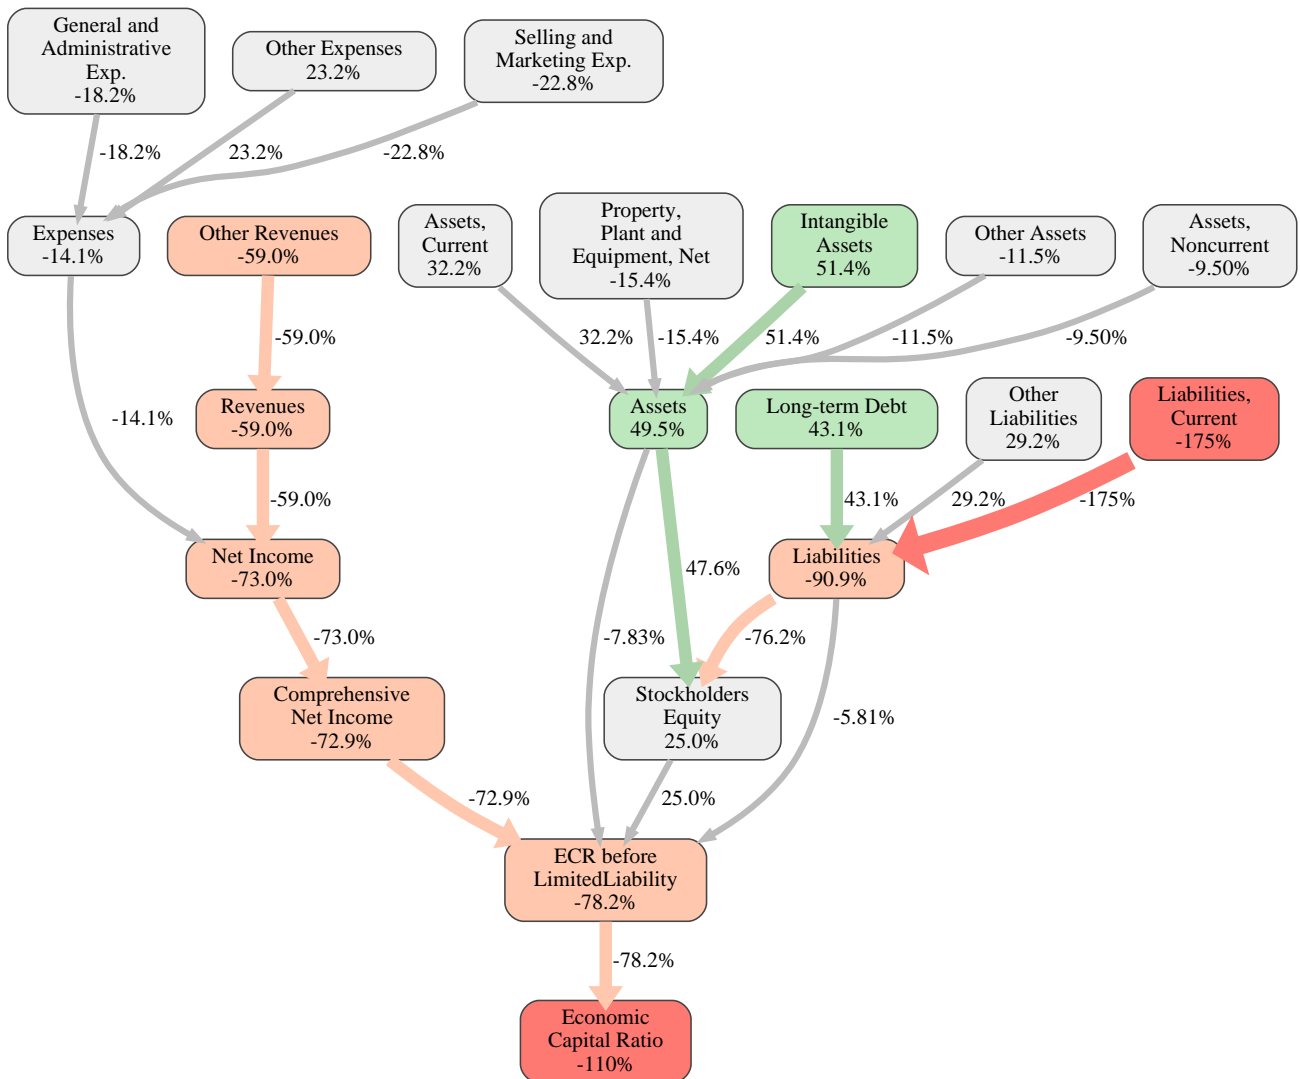 General and
Administrative
Exp.
-18.2%
Other Expenses
23.2%
Selling and
Marketing Exp.
-22.8%
-18.2%
23.2%
-22.8%
Expenses
-14.1%
Other Revenues
-59.0%
Assets,
Current
32.2%
Property,
Plant and
Equipment, Net
-15.4%
Intangible
Assets
51.4%
Other Assets
-11.5%
Assets,
Noncurrent
-9.50%
-59.0%
32.2%
-15.4%
51.4%
-11.5%
-9.50%
-14.1%
Revenues
-59.0%
Assets
49.5%
Long-term Debt
43.1%
Other
Liabilities
29.2%
Liabilities,
Current
-175%
-59.0%
43.1%
29.2%
-175%
Net Income
-73.0%
47.6%
Liabilities
-90.9%
-73.0%
-7.83%
-76.2%
Comprehensive
Net Income
-72.9%
Stockholders
Equity
25.0%
-5.81%
-72.9%
25.0%
ECR before
LimitedLiability
-78.2%
-78.2%
Economic
Capital Ratio
-110%